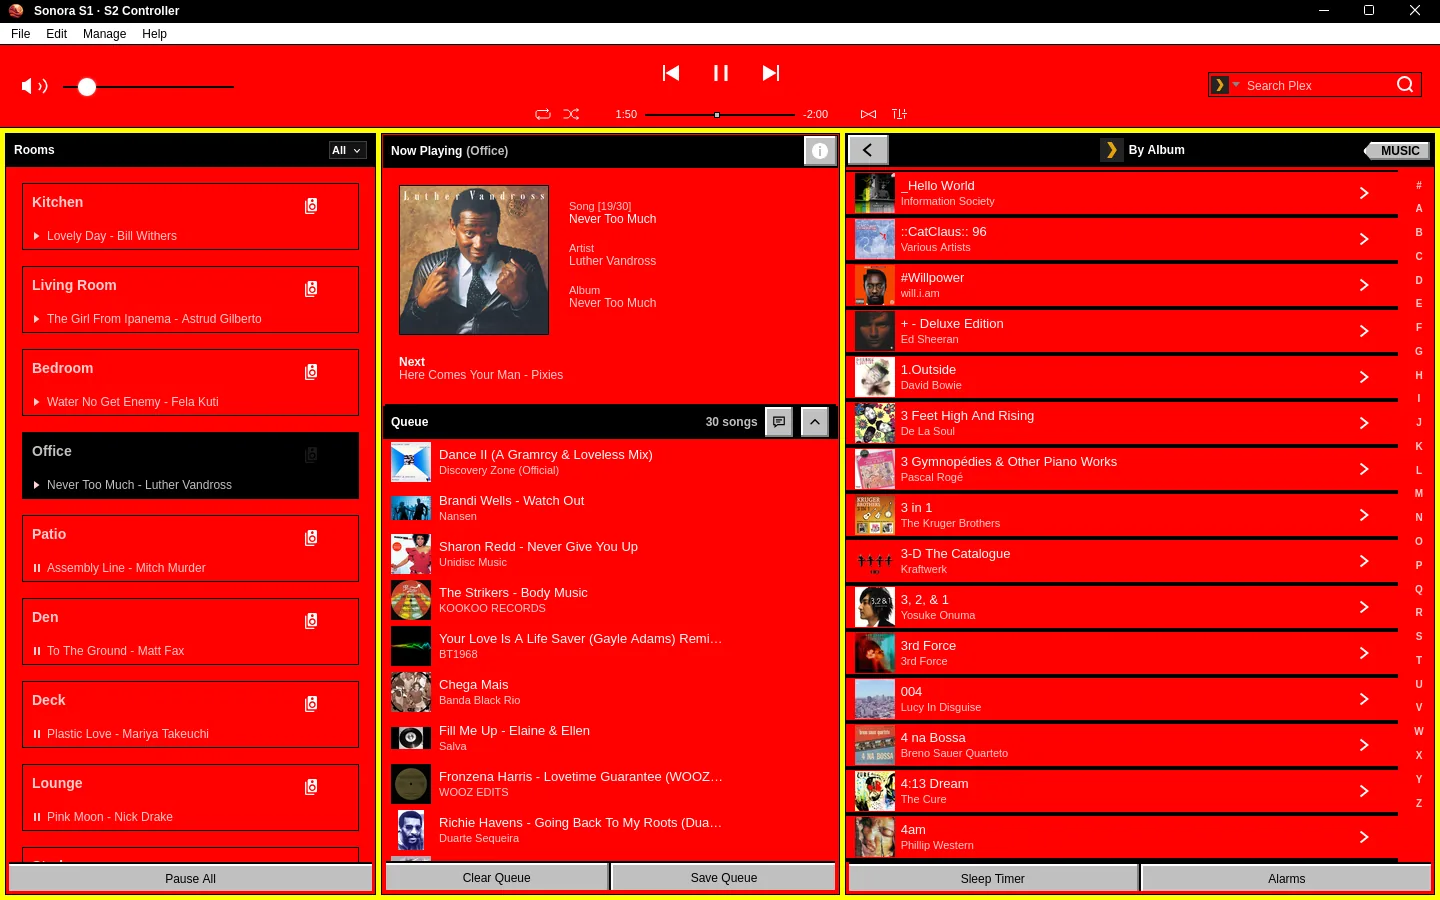 Sonora S1 · S2 Controller
File Edit Manage Help
1:50
-2:00
Search Plex
Rooms
All
Kitchen
Lovely Day - Bill Withers
Living Room
The Girl From Ipanema - Astrud Gilberto
Bedroom
Water No Get Enemy - Fela Kuti
Office
Never Too Much - Luther Vandross
Patio
Assembly Line - Mitch Murder
Den
To The Ground - Matt Fax
Deck
Plastic Love - Mariya Takeuchi
Lounge
Pink Moon - Nick Drake
Pause All
Now Playing (Office)
Luther Vandross
Song [19/30]
Never Too Much
Artist
Luther Vandross
Album
Never Too Much
Next
Here Comes Your Man - Pixies
Queue
30 songs
Dance II (A Gramrcy & Loveless Mix)
Discovery Zone (Official)
Brandi Wells - Watch Out
Nansen
Sharon Redd - Never Give You Up
Unidisc Music
The Strikers - Body Music
KOOKOO RECORDS
Your Love Is A Life Saver (Gayle Adams) Remi…
BT1968
Chega Mais
Banda Black Rio
Fill Me Up - Elaine & Ellen
Salva
Fronzena Harris - Lovetime Guarantee (WOOZ…
WOOZ EDITS
Richie Havens - Going Back To My Roots (Dua…
Duarte Sequeira
Clear Queue
Save Queue
By Album
MUSIC
_Hello World
Information Society
::CatClaus:: 96
Various Artists
#Willpower
will.i.am
+ - Deluxe Edition
Ed Sheeran
1.Outside
David Bowie
3 Feet High And Rising
De La Soul
3 Gymnopédies & Other Piano Works
Pascal Rogé
KRUGER
BROTHERS
3 in 1
The Kruger Brothers
3-D The Catalogue
Kraftwerk
3, 2 & 1
3, 2, & 1
Yosuke Onuma
3rd Force
3rd Force
004
Lucy In Disguise
4 NA BOSSA
4 na Bossa
Breno Sauer Quarteto
4:13 Dream
The Cure
4am
Phillip Western
#
A
B
C
D
E
F
G
H
I
J
K
L
M
N
O
P
Q
R
S
T
U
V
W
X
Y
Z
Sleep Timer
Alarms